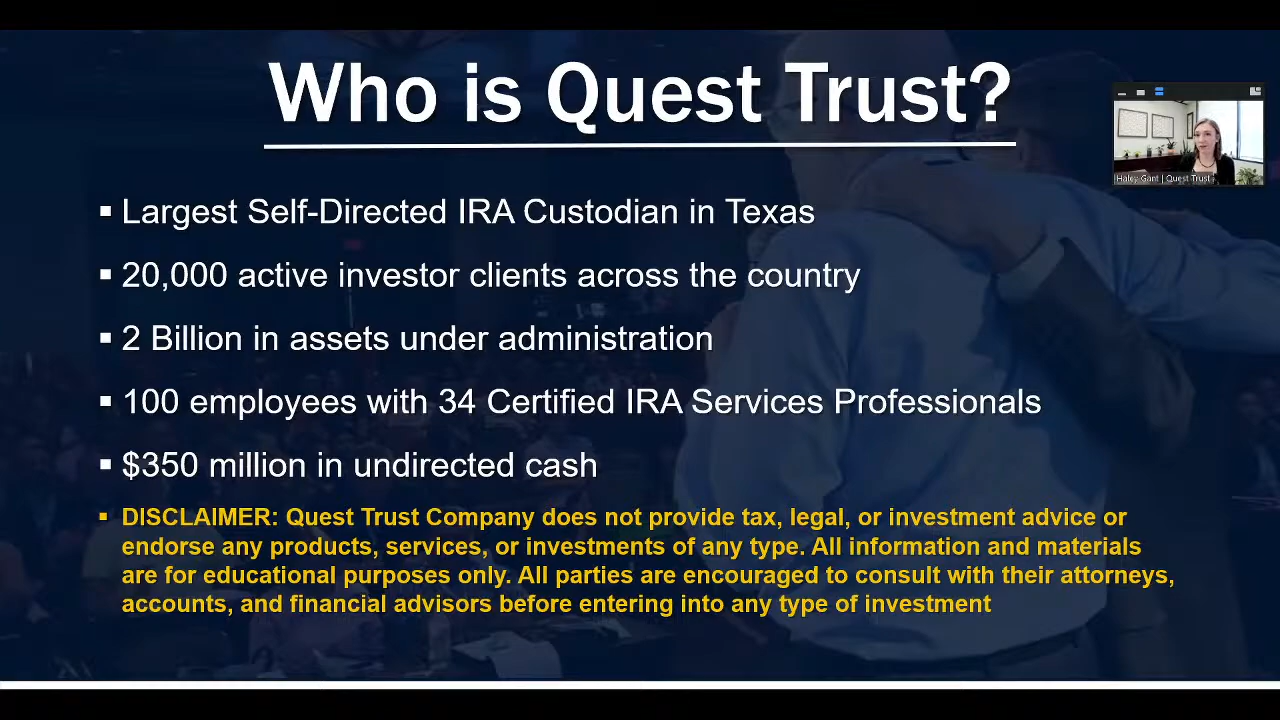 Who is Quest Trust?
Haley Gant | Quest Trust
▪ Largest Self-Directed IRA Custodian in Texas
▪ 20,000 active investor clients across the country
▪ 2 Billion in assets under administration
▪ 100 employees with 34 Certified IRA Services Professionals
▪ $350 million in undirected cash
▪ DISCLAIMER: Quest Trust Company does not provide tax, legal, or investment advice or
endorse any products, services, or investments of any type. All information and materials
are for educational purposes only. All parties are encouraged to consult with their attorneys,
accounts, and financial advisors before entering into any type of investment